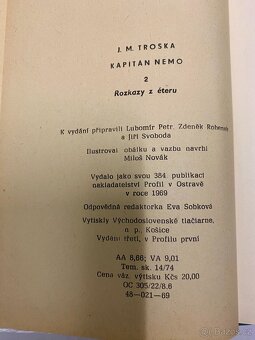 J. M. TROSKA
KAPITÁN NEMO
2
Rozkazy z éteru
K vydání připravili Lubomír Petr, Zdeněk
a Jiří Svoboda
Ilustroval obálku a vazbu navrhl
Miloš Novák
Vydalo jako svou 384. publikaci
nakladatelství Profil v Ostravě
v roce 1969
Odpovědná redaktorka Eva Sobková
Vytiskly Východoslovenské tlačiarne,
n. p., Košice
Vydání třetí, v Profilu první
AA 8,66; VA 9,01
Tem. sk. 14/74
Cena váz. výtisku Kčs 20,00
OC 305/22/8.6
48-021-69